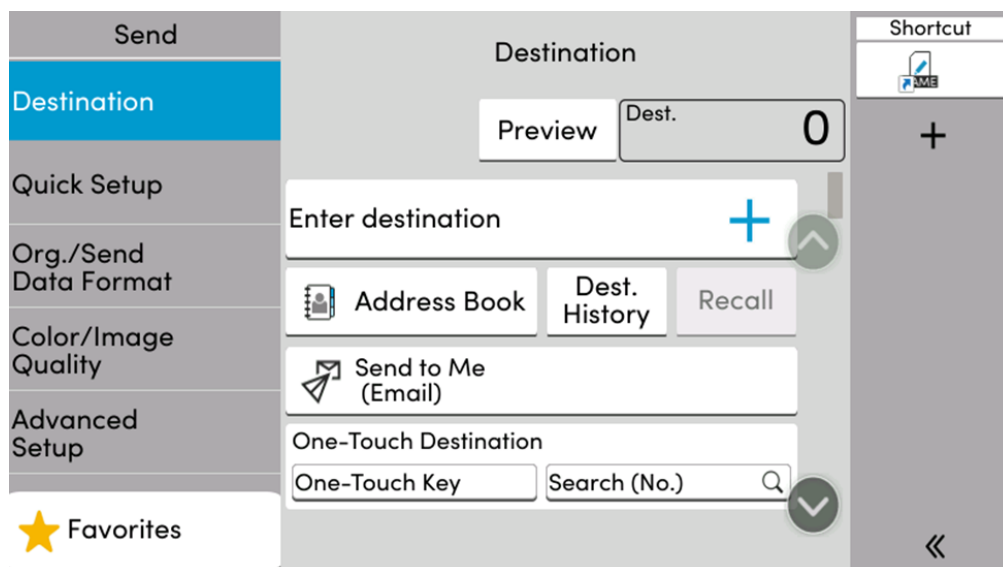 Send
Destination
Quick Setup
Org./Send
Data Format
Color/Image
Quality
Advanced
Setup
Favorites
Destination
Preview
Dest.
0
Enter destination
Address Book
Dest.
History
Recall
Send to Me
(Email)
One-Touch Destination
One-Touch Key
Search (No.)
Shortcut
AME